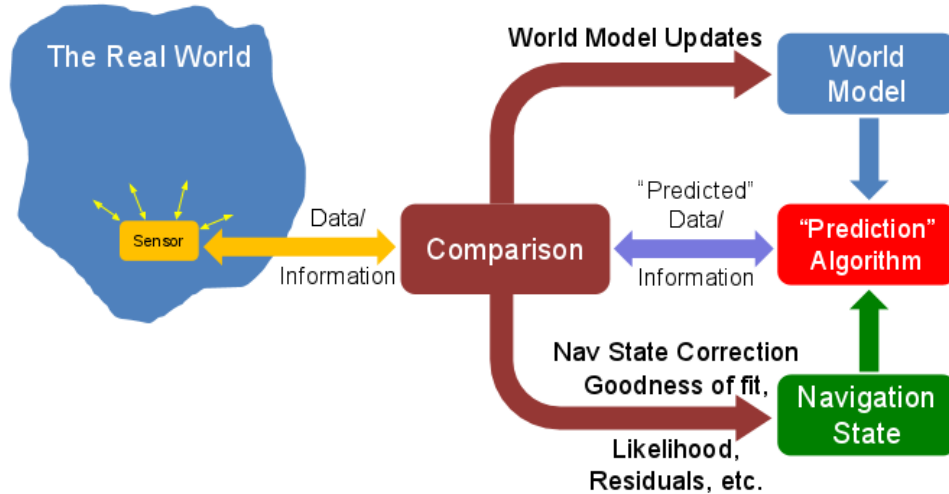 The Real World
Sensor
Data/
Information
Comparison
World Model Updates
"Predicted"
Data/
Information
Nav State Correction
Goodness of fit,
Likelihood,
Residuals, etc.
World
Model
“Prediction”
Algorithm
Navigation
State